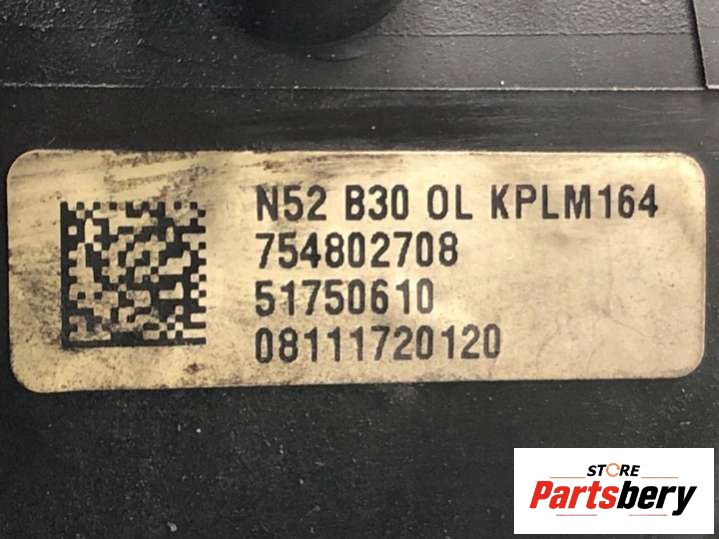 N52 B30 OL KPLM164
754802708
51750610
08111720120
STORE
Partsbery